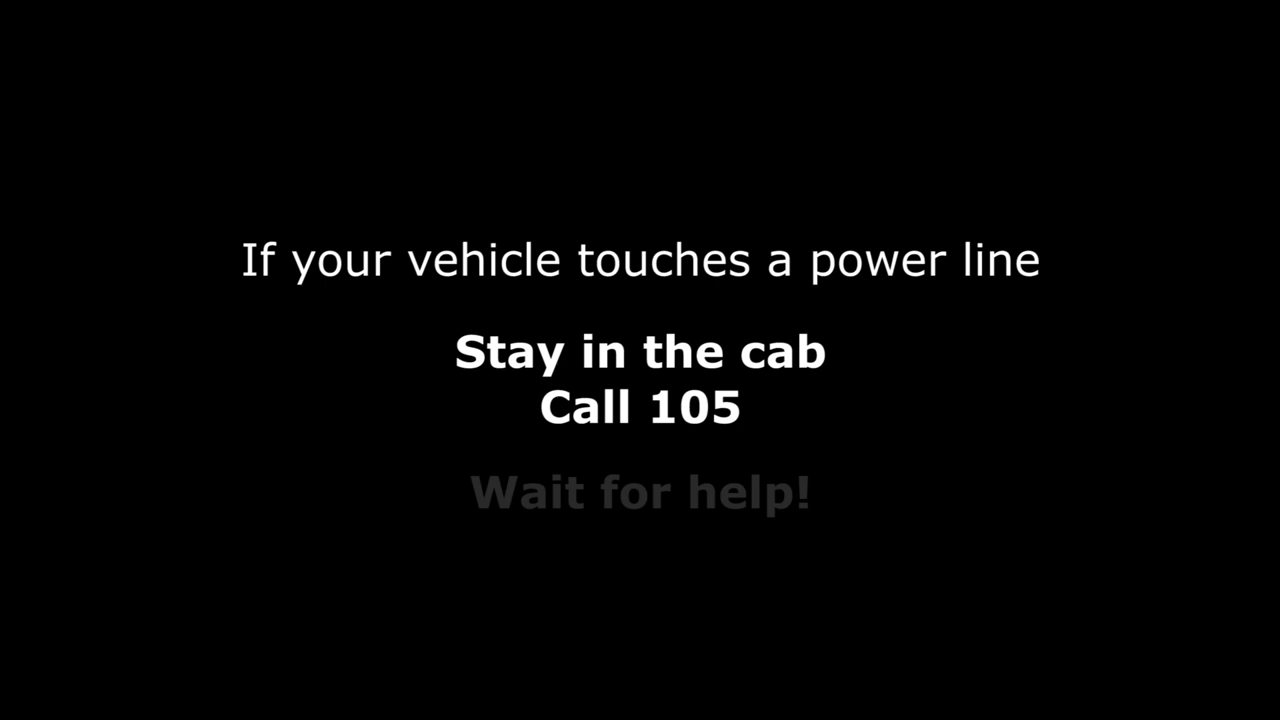 If your vehicle touches a power line
Stay in the cab
Call 105
Wait for help!